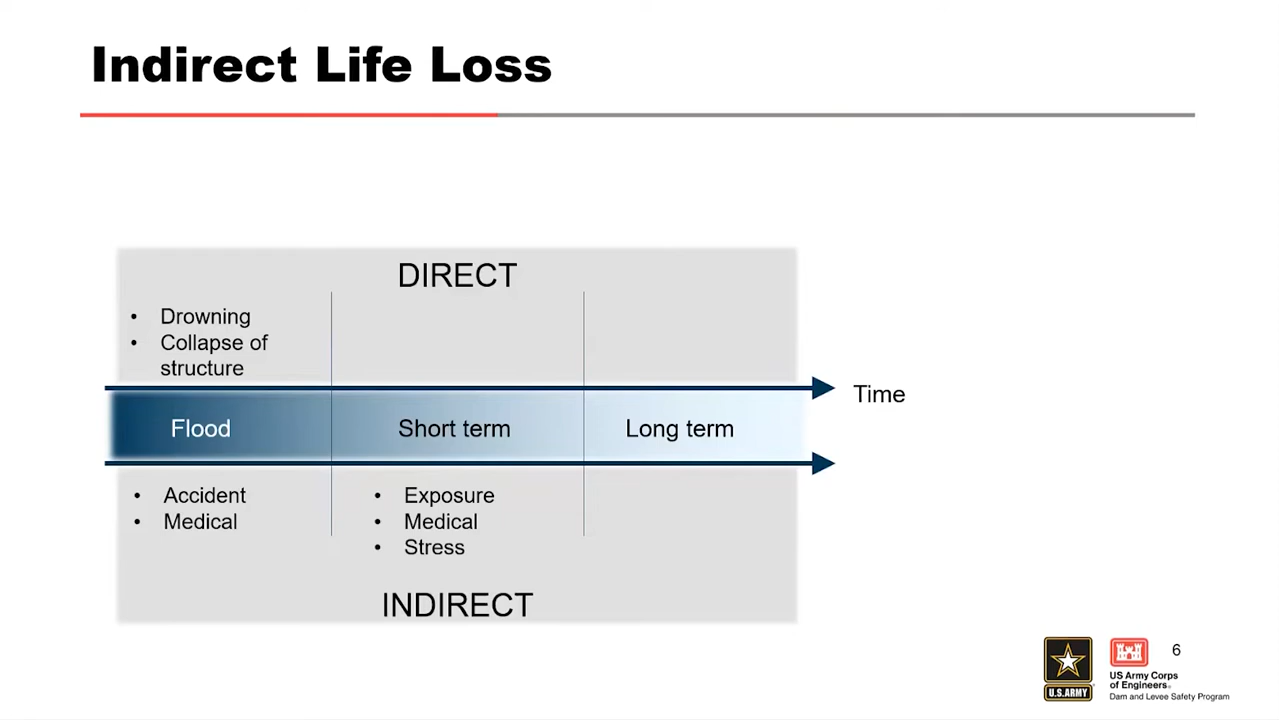 Indirect Life Loss
DIRECT
• Drowning
• Collapse of
structure
Time
Flood
Short term
Long term
• Accident
• Medical
• Exposure
• Medical
• Stress
INDIRECT
6
U.S.ARMY
US Army Corps
of Engineers®
Dam and Levee Safety Program